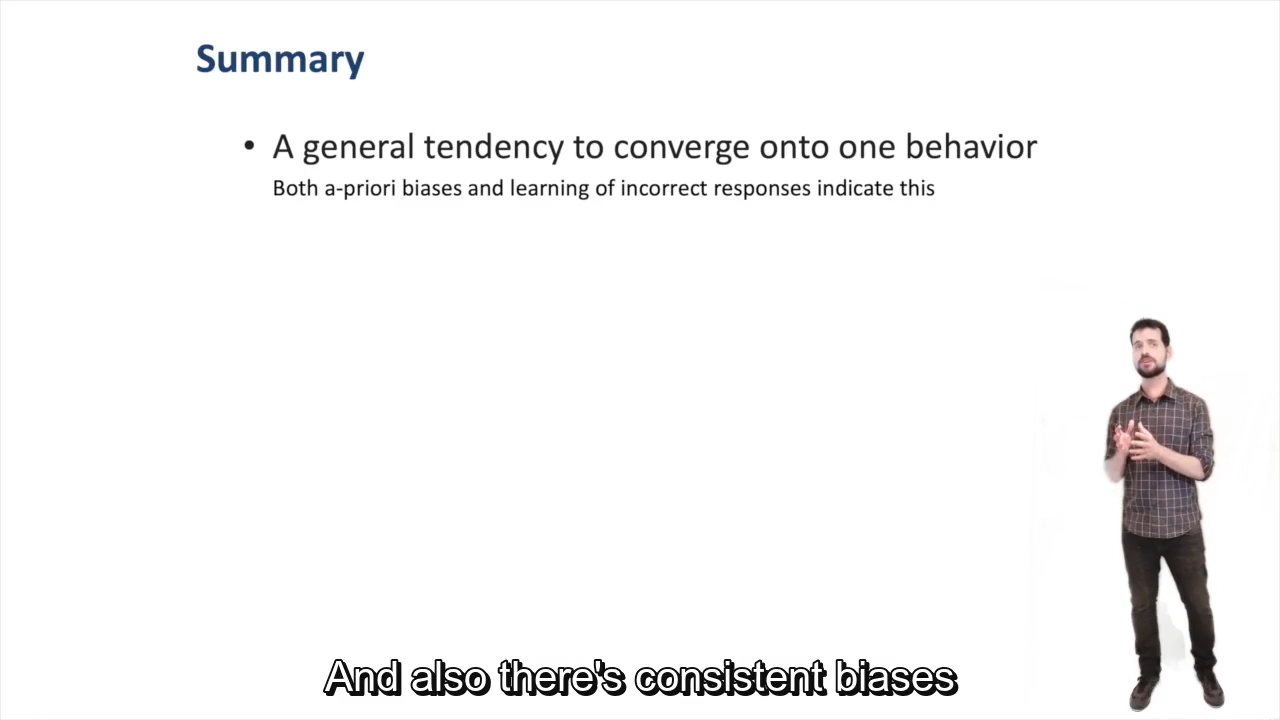 Summary
• A general tendency to converge onto one behavior
Both a-priori biases and learning of incorrect responses indicate this
And also there's consistent biases